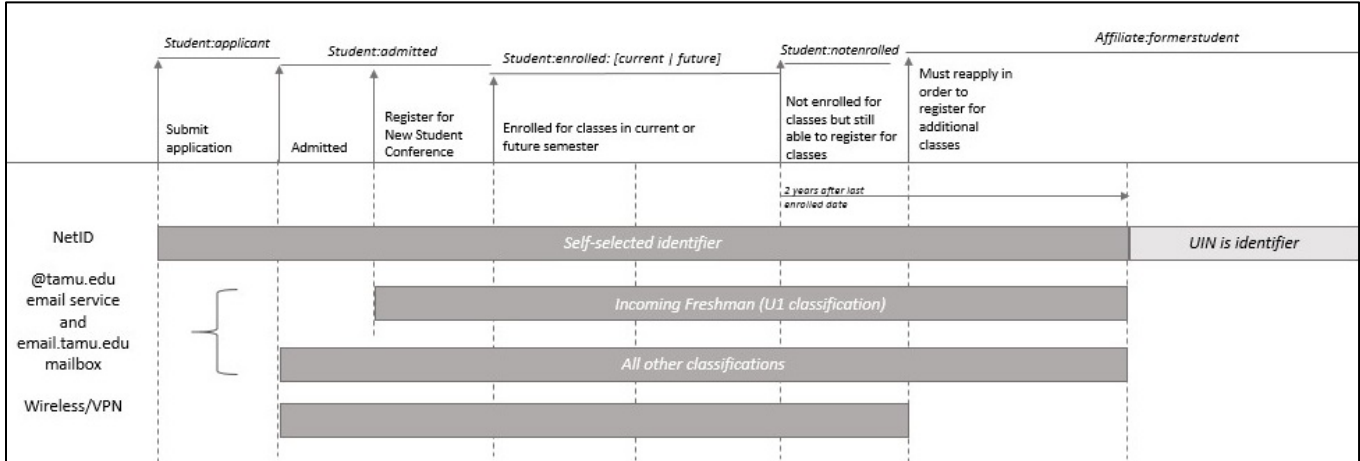 Student:applicant
Student:admitted
Student:enrolled: [current | future]
Student:notenrolled
Affiliate:formerstudent
Submit
application
Admitted
Register for
New Student
Conference
Enrolled for classes in current or
future semester
Not enrolled for
classes but still
able to register for
classes
Must reapply in
order to
register for
additional
classes
2 years after last
enrolled date
NetID
Self-selected identifier
UIN is identifier
@tamu.edu
email service
and
email.tamu.edu
mailbox
Incoming Freshman (U1 classification)
All other classifications
Wireless/VPN